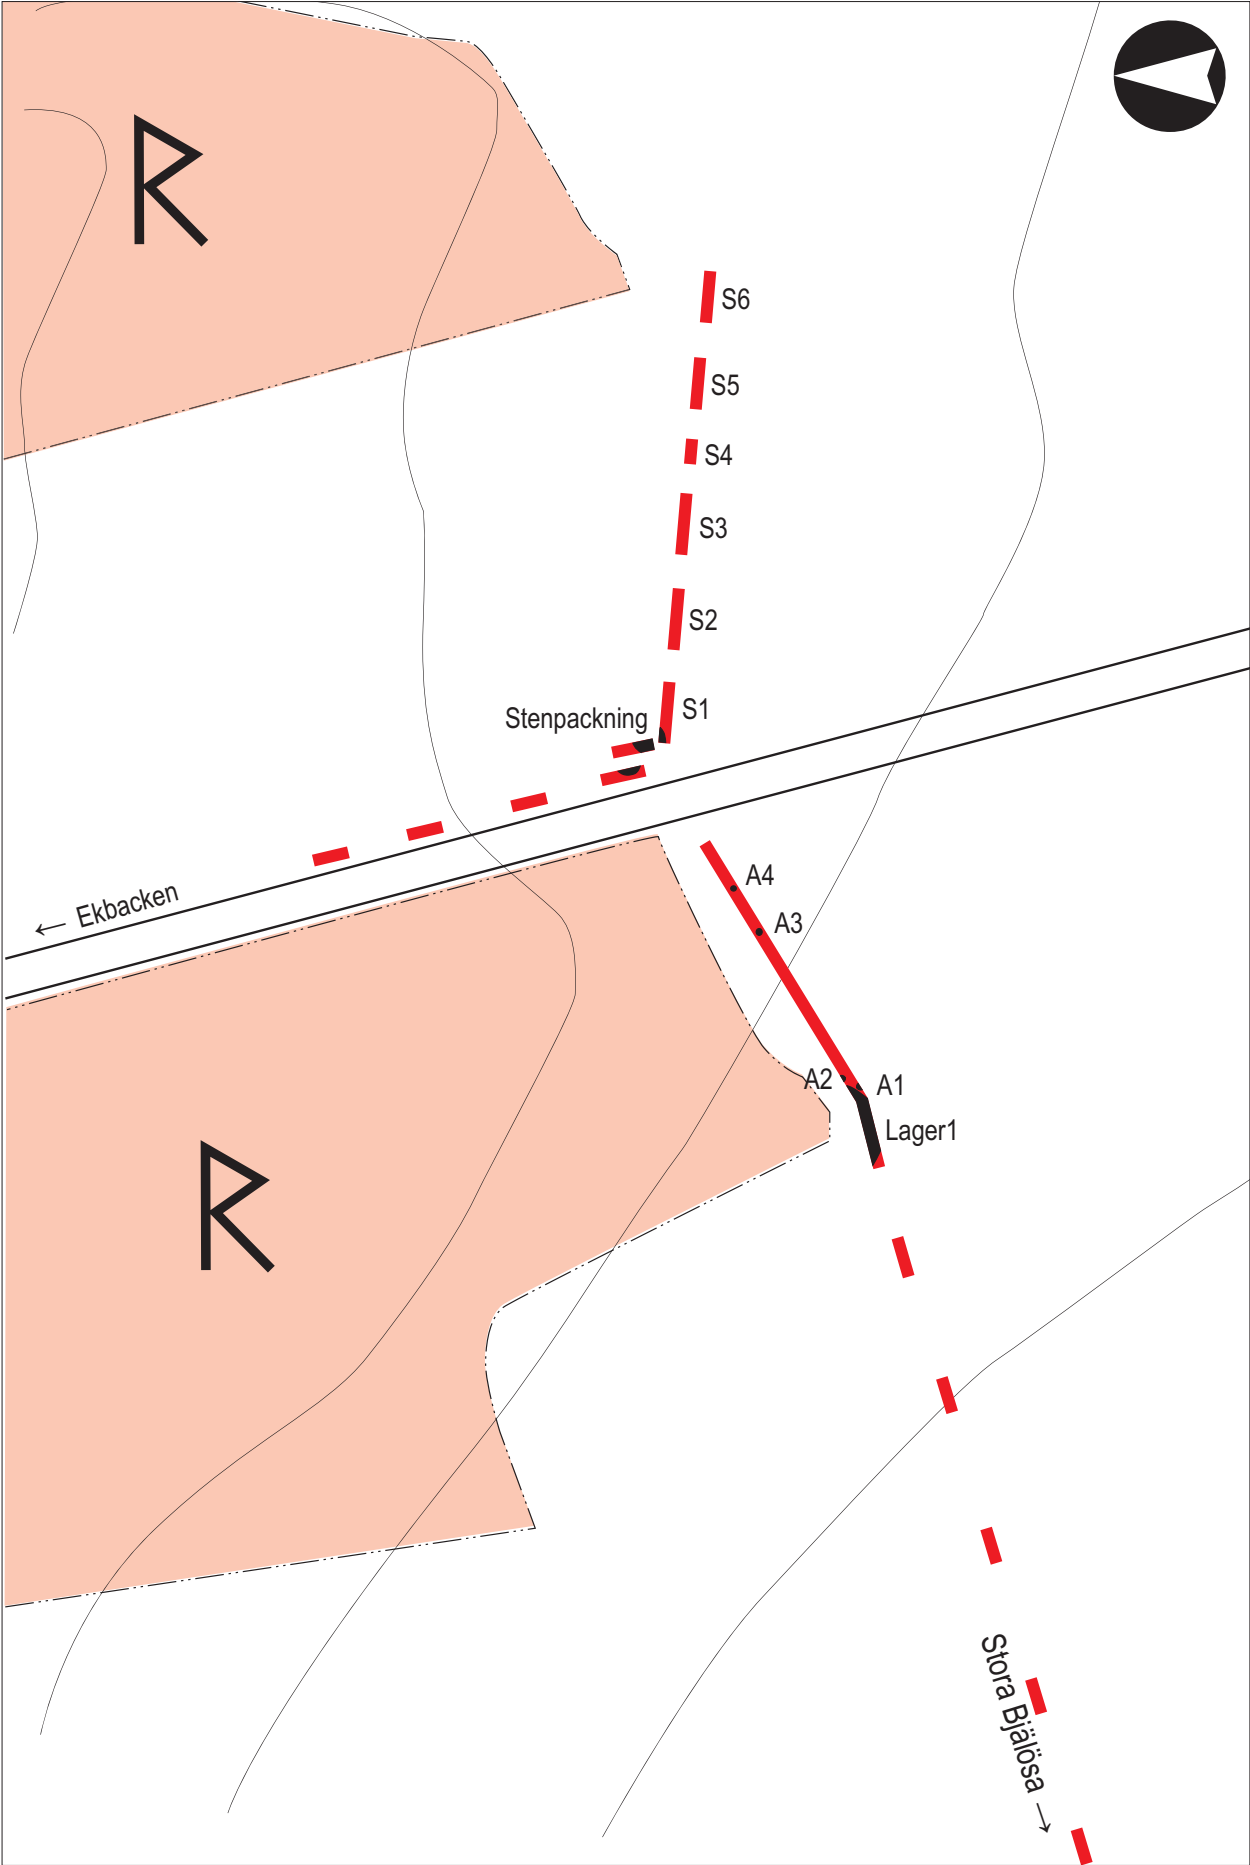 R
S6
S5
S4
S3
S2
S1
Stenpackning
A4
← Ekbacken
A3
A2
A1
Lager1
R
Stora Bjälösa →